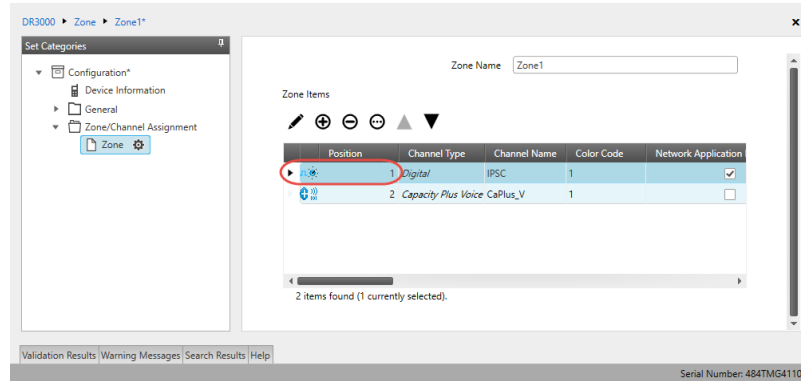 DR3000 Zone Zone1*
Set Categories
Configuration*
Device Information
General
Zone/Channel Assignment
Zone
Zone Name Zone1
Zone Items
Position Channel Type Channel Name Color Code Network Application
1 Digital IPSC 1
2 Capacity Plus Voice CaPlus_V 1
2 items found (1 currently selected).
Validation Results Warning Messages Search Results Help
Serial Number: 484TMG4110